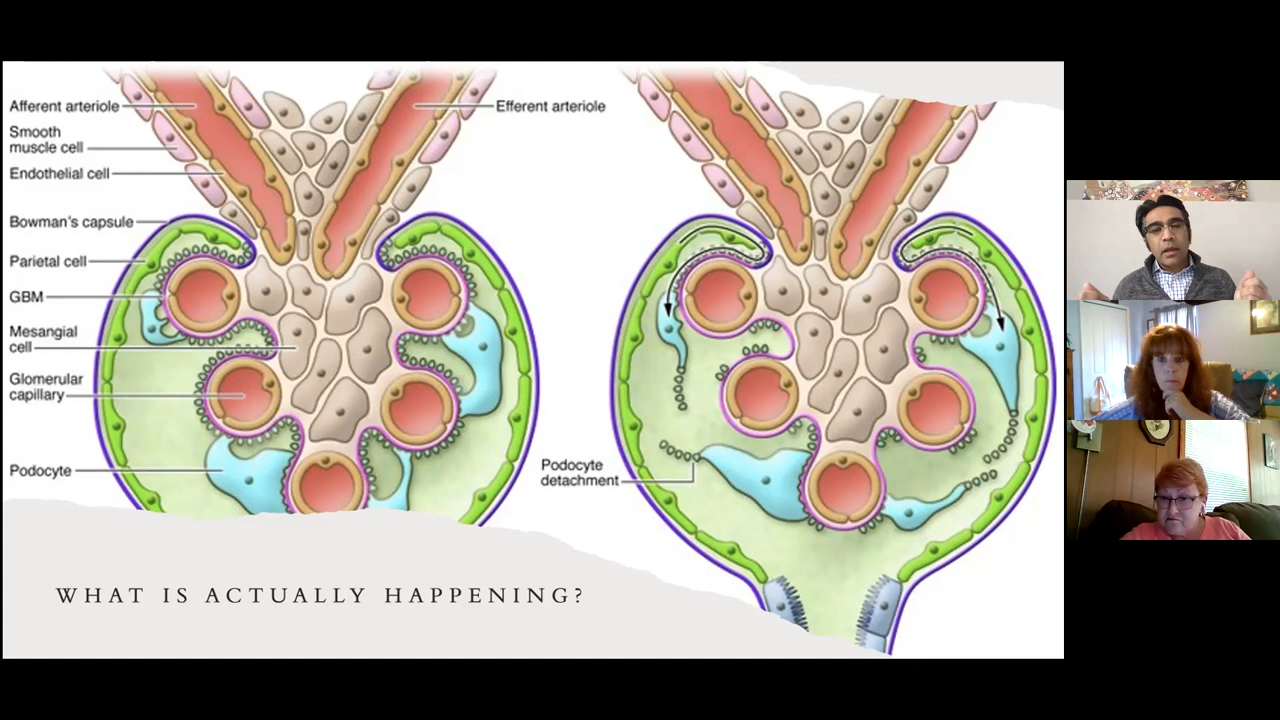 Afferent arteriole
Efferent arteriole
Smooth
muscle cell
Endothelial cell
Bowman's capsule
Parietal cell
GBM
Mesangial
cell
Glomerular
capillary
Podocyte
Podocyte
detachment
WHAT IS ACTUALLY HAPPENING?